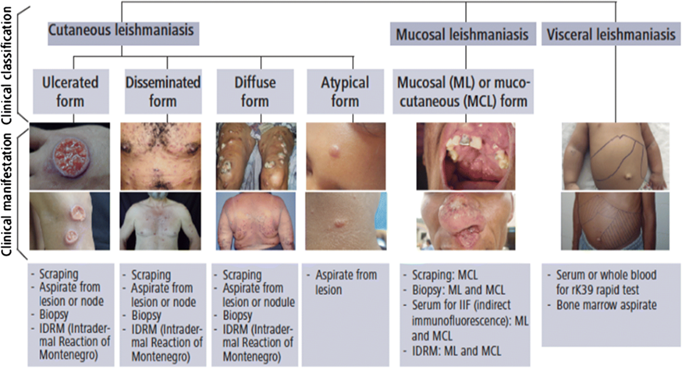 Clinical classification
Cutaneous leishmaniasis
Mucosal leishmaniasis
Visceral leishmaniasis
Ulcerated
form
Disseminated
form
Diffuse
form
Atypical
form
Mucosal (ML) or muco-
cutaneous (MCL) form
Clinical manifestation
- Scraping
- Aspirate from
lesion or node
- Biopsy
- IDRM (Intrader-
mal Reaction of
Montenegro)
- Scraping
- Aspirate from
lesion or node
- Biopsy
- IDRM (Intrader-
mal Reaction of
Montenegro)
- Scraping
- Aspirate from
lesion or nodule
- Biopsy
- IDRM (Intrader-
mal Reaction of
Montenegro)
- Aspirate from
lesion
- Scraping: MCL
- Biopsy: ML and MCL
- Serum for IIF (indirect
immunofluorescence): ML
and MCL
- IDRM: ML and MCL
- Serum or whole blood
for rK39 rapid test
- Bone marrow aspirate